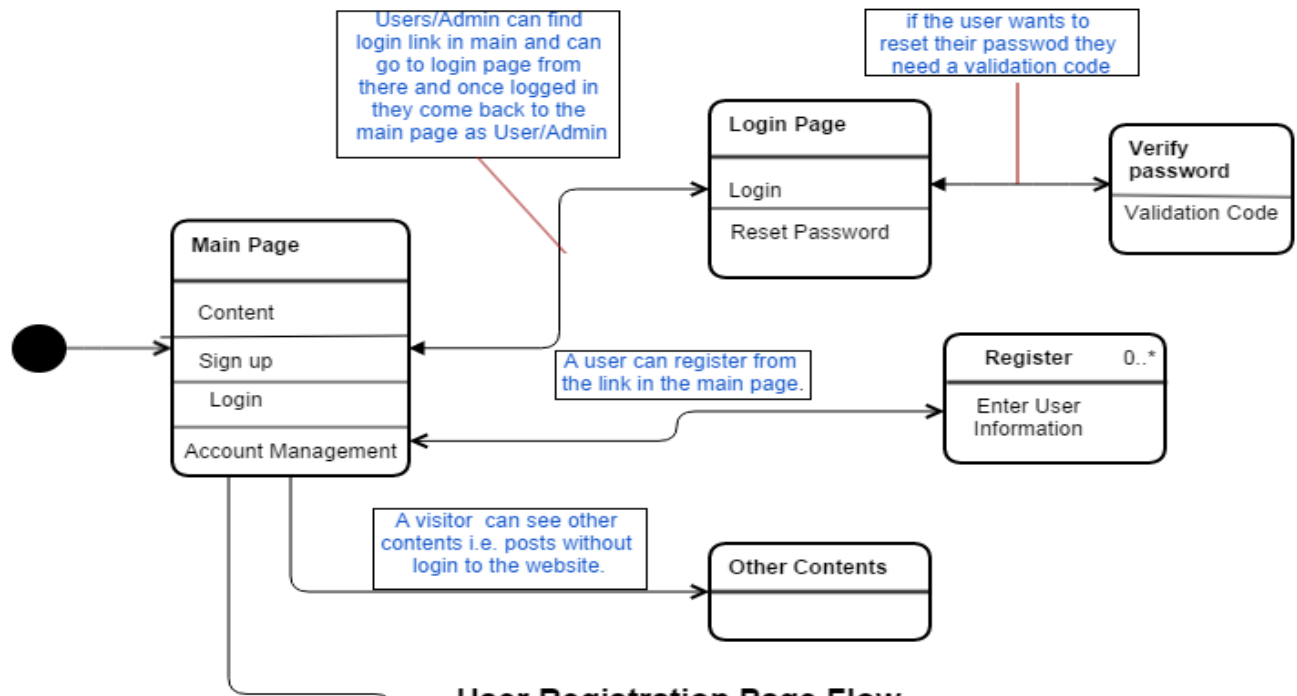 Users/Admin can find
login link in main and can
go to login page from
there and once logged in
they come back to the
main page as User/Admin
if the user wants to
reset their passwod they
need a validation code
Login Page
Login
Reset Password
Verify
password
Validation Code
Main Page
Content
Sign up
Login
Account Management
A user can register from
the link in the main page.
Register 0..*
Enter User
Information
A visitor can see other
contents i.e. posts without
login to the website.
Other Contents
User Registration Page Flow